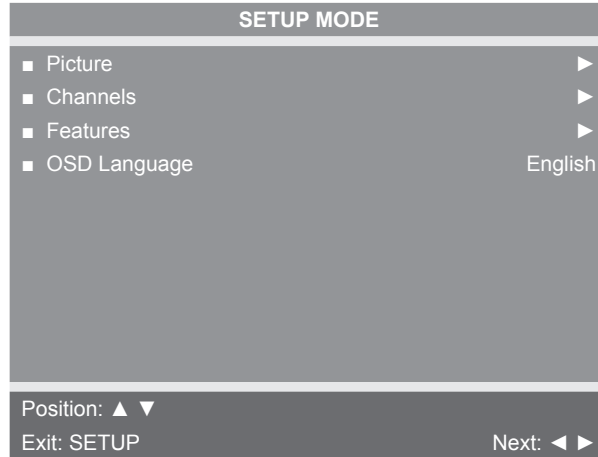 SETUP MODE
■ Picture ►
■ Channels ►
■ Features ►
■ OSD Language English
Position: ▲ ▼
Exit: SETUP Next: ◄ ►